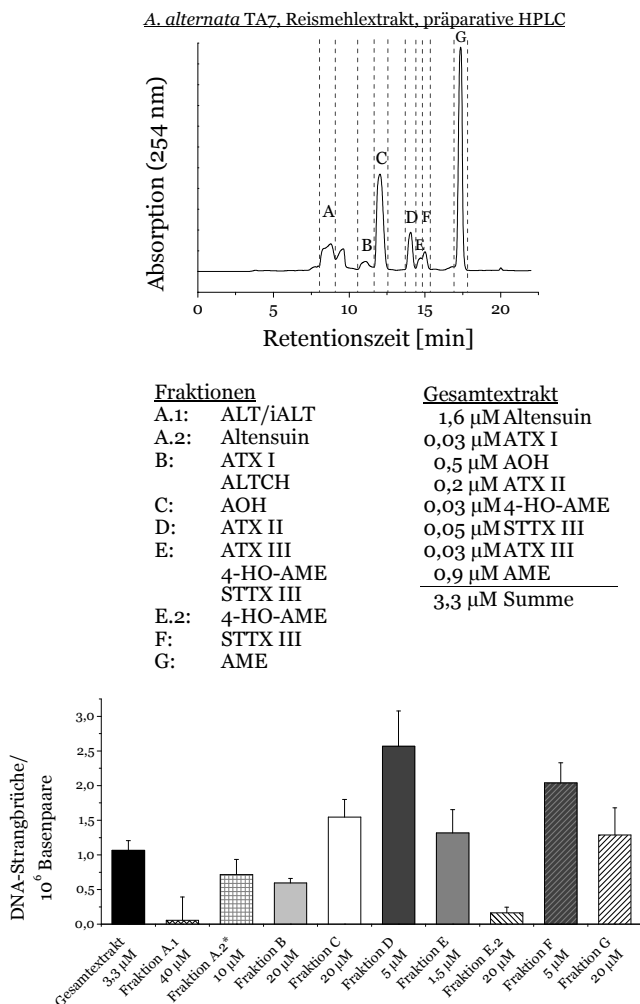 A. alternata TA7, Reismehlextrakt, präparative HPLC
G
C
A
D
F
B
E
Absorption (254 nm)
0
5
10
15
20
Retentionszeit [min]
Fraktionen
A.1: ALT/iALT
A.2: Altensuin
B: ATX I
ALTCH
C: AOH
D: ATX II
E: ATX III
4-HO-AME
STTX III
E.2: 4-HO-AME
F: STTX III
G: AME
Gesamtextrakt
1,6 µM Altensuin
0,03 µM ATX I
0,5 µM AOH
0,2 µM ATX II
0,03 µM 4-HO-AME
0,05 µM STTX III
0,03 µM ATX III
0,9 µM AME
3,3 µM Summe
DNA-Strangbrüche/
10⁶ Basenpaare
3,0
2,5
2,0
1,5
1,0
0,5
0,0
Gesamtextrakt
3,3 µM
Fraktion A.1
40 µM
Fraktion A.2*
10 µM
Fraktion B
20 µM
Fraktion C
20 µM
Fraktion D
5 µM
Fraktion E
1,5 µM
Fraktion E.2
20 µM
Fraktion F
5 µM
Fraktion G
20 µM